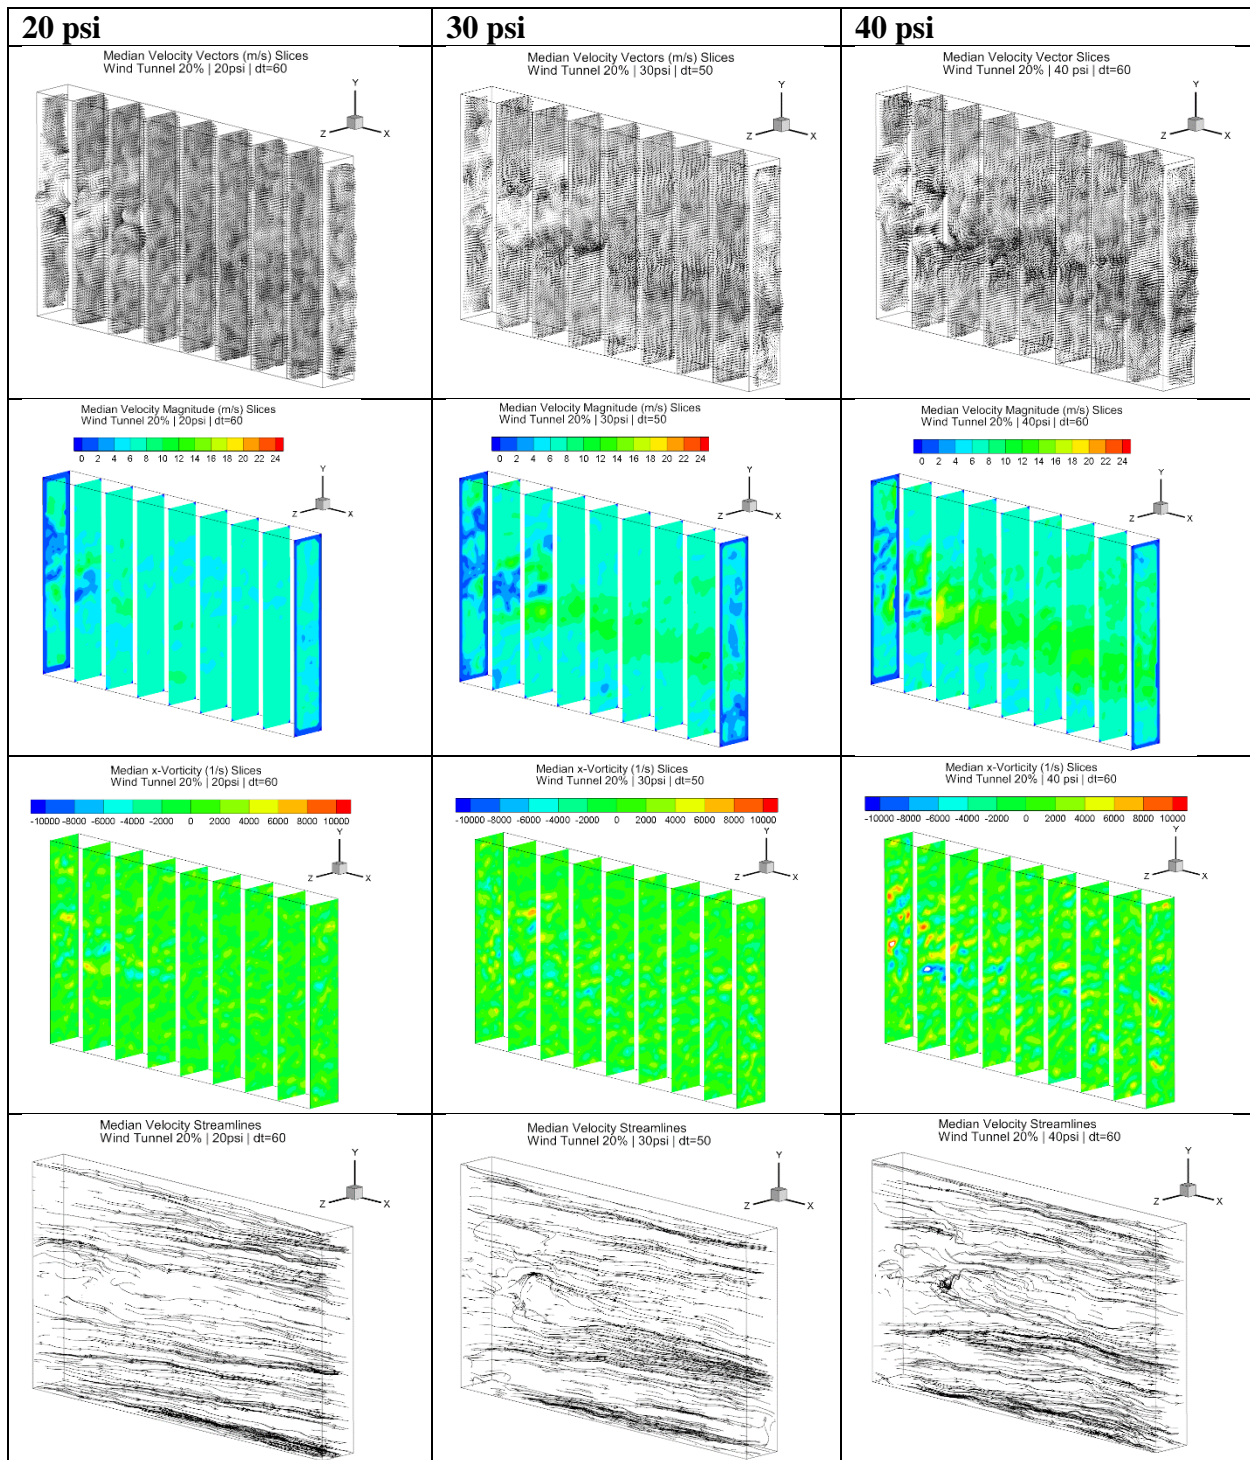 20 psi
30 psi
40 psi
Median Velocity Vectors (m/s) Slices
Wind Tunnel 20% | 20psi | dt=60
Y
Z
X
Median Velocity Vectors (m/s) Slices
Wind Tunnel 20% | 30psi | dt=50
Y
Z
X
Median Velocity Vector Slices
Wind Tunnel 20% | 40 psi | dt=60
Y
Z
X
Median Velocity Magnitude (m/s) Slices
Wind Tunnel 20% | 20psi | dt=60
0 2 4 6 8 10 12 14 16 18 20 22 24
Y
Z
X
Median Velocity Magnitude (m/s) Slices
Wind Tunnel 20% | 30psi | dt=50
0 2 4 6 8 10 12 14 16 18 20 22 24
Y
Z
X
Median Velocity Magnitude (m/s) Slices
Wind Tunnel 20% | 40psi | dt=60
0 2 4 6 8 10 12 14 16 18 20 22 24
Y
Z
X
Median x-Vorticity (1/s) Slices
Wind Tunnel 20% | 20psi | dt=60
-10000 -8000 -6000 -4000 -2000 0 2000 4000 6000 8000 10000
Y
Z
X
Median x-Vorticity (1/s) Slices
Wind Tunnel 20% | 30psi | dt=50
-10000 -8000 -6000 -4000 -2000 0 2000 4000 6000 8000 10000
Y
Z
X
Median x-Vorticity (1/s) Slices
Wind Tunnel 20% | 40 psi | dt=60
-10000 -8000 -6000 -4000 -2000 0 2000 4000 6000 8000 10000
Y
Z
X
Median Velocity Streamlines
Wind Tunnel 20% | 20psi | dt=60
Y
Z
X
Median Velocity Streamlines
Wind Tunnel 20% | 30psi | dt=50
Y
Z
X
Median Velocity Streamlines
Wind Tunnel 20% | 40psi | dt=60
Y
Z
X